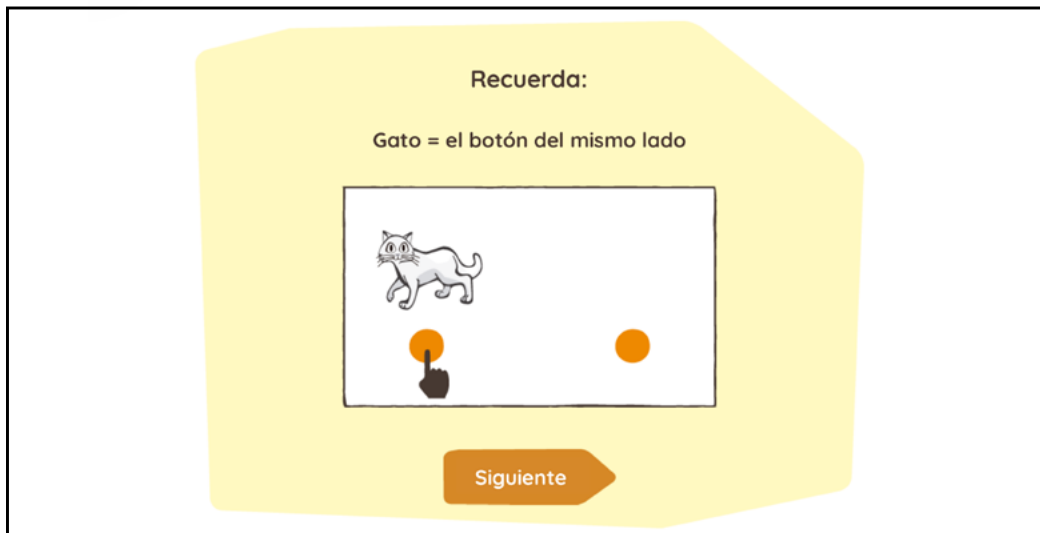 Recuerda:
Gato = el botón del mismo lado
Siguiente